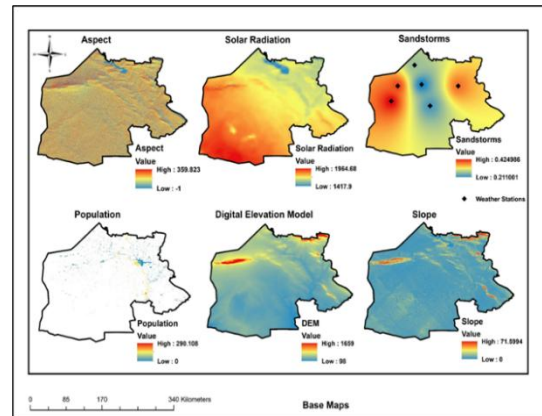 Aspect
Solar Radiation
Sandstorms
Aspect
Value
High : 359.823
Low : -1
Solar Radiation
Value
High : 1964.68
Low : 1417.9
Sandstorms
Value
High : 0.424986
Low : 0.211001
Weather Stations
Population
Digital Elevation Model
Slope
Population
Value
High : 290.108
Low : 0
DEM
Value
High : 1609
Low : 98
Slope
Value
High : 71.5994
Low : 0
0 85 170 340 Kilometers
Base Maps